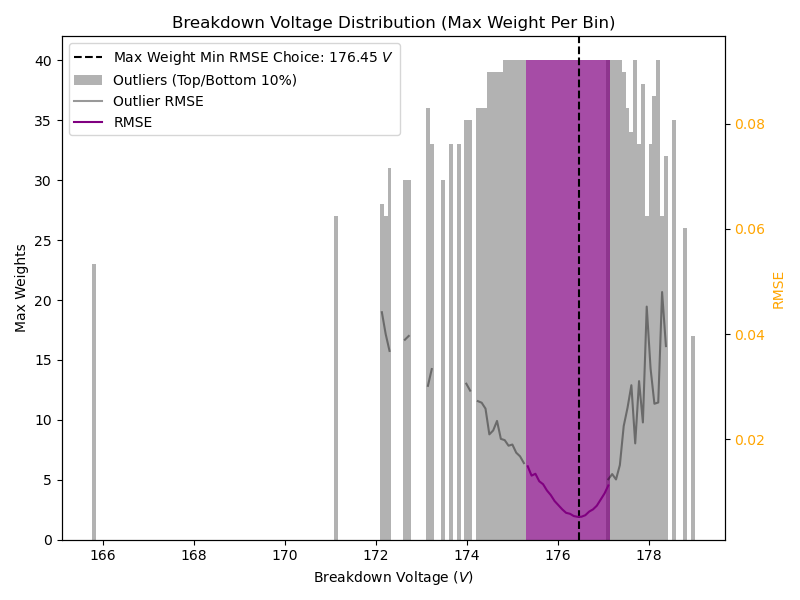 Breakdown Voltage Distribution (Max Weight Per Bin)
Max Weight Min RMSE Choice: 176.45 V
Outliers (Top/Bottom 10%)
Outlier RMSE
RMSE
40
35
30
25
20
15
10
5
0
Max Weights
0.08
0.06
0.04
0.02
RMSE
166 168 170 172 174 176 178
Breakdown Voltage (V)